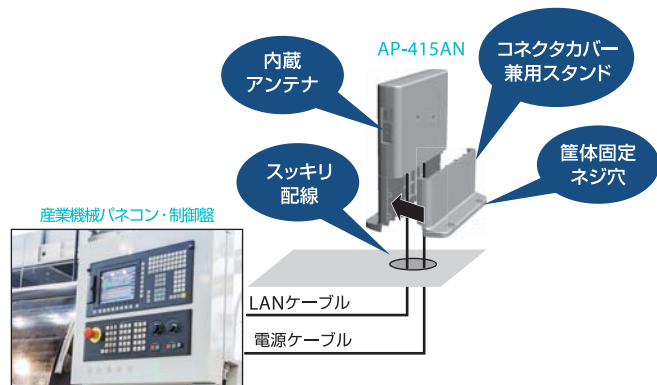 AP-415AN
内蔵
アンテナ
コネクタカバー
兼用スタンド
筐体固定
ネジ穴
スッキリ
配線
産業機械パネコン・制御盤
LANケーブル
電源ケーブル